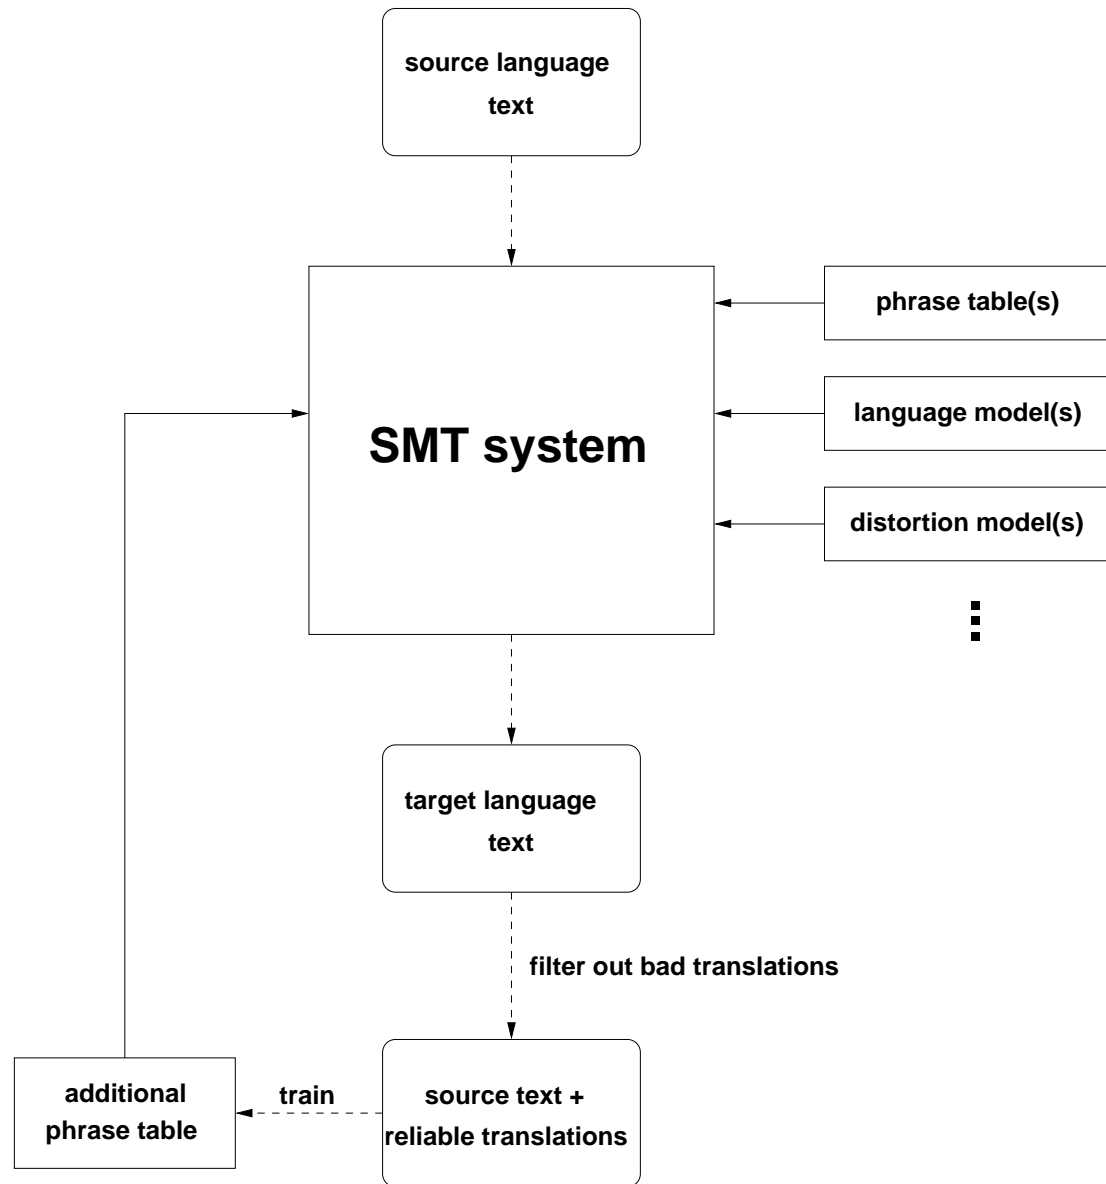 source language
text
phrase table(s)
language model(s)
SMT system
distortion model(s)
target language
text
filter out bad translations
additional
phrase table
train
source text +
reliable translations